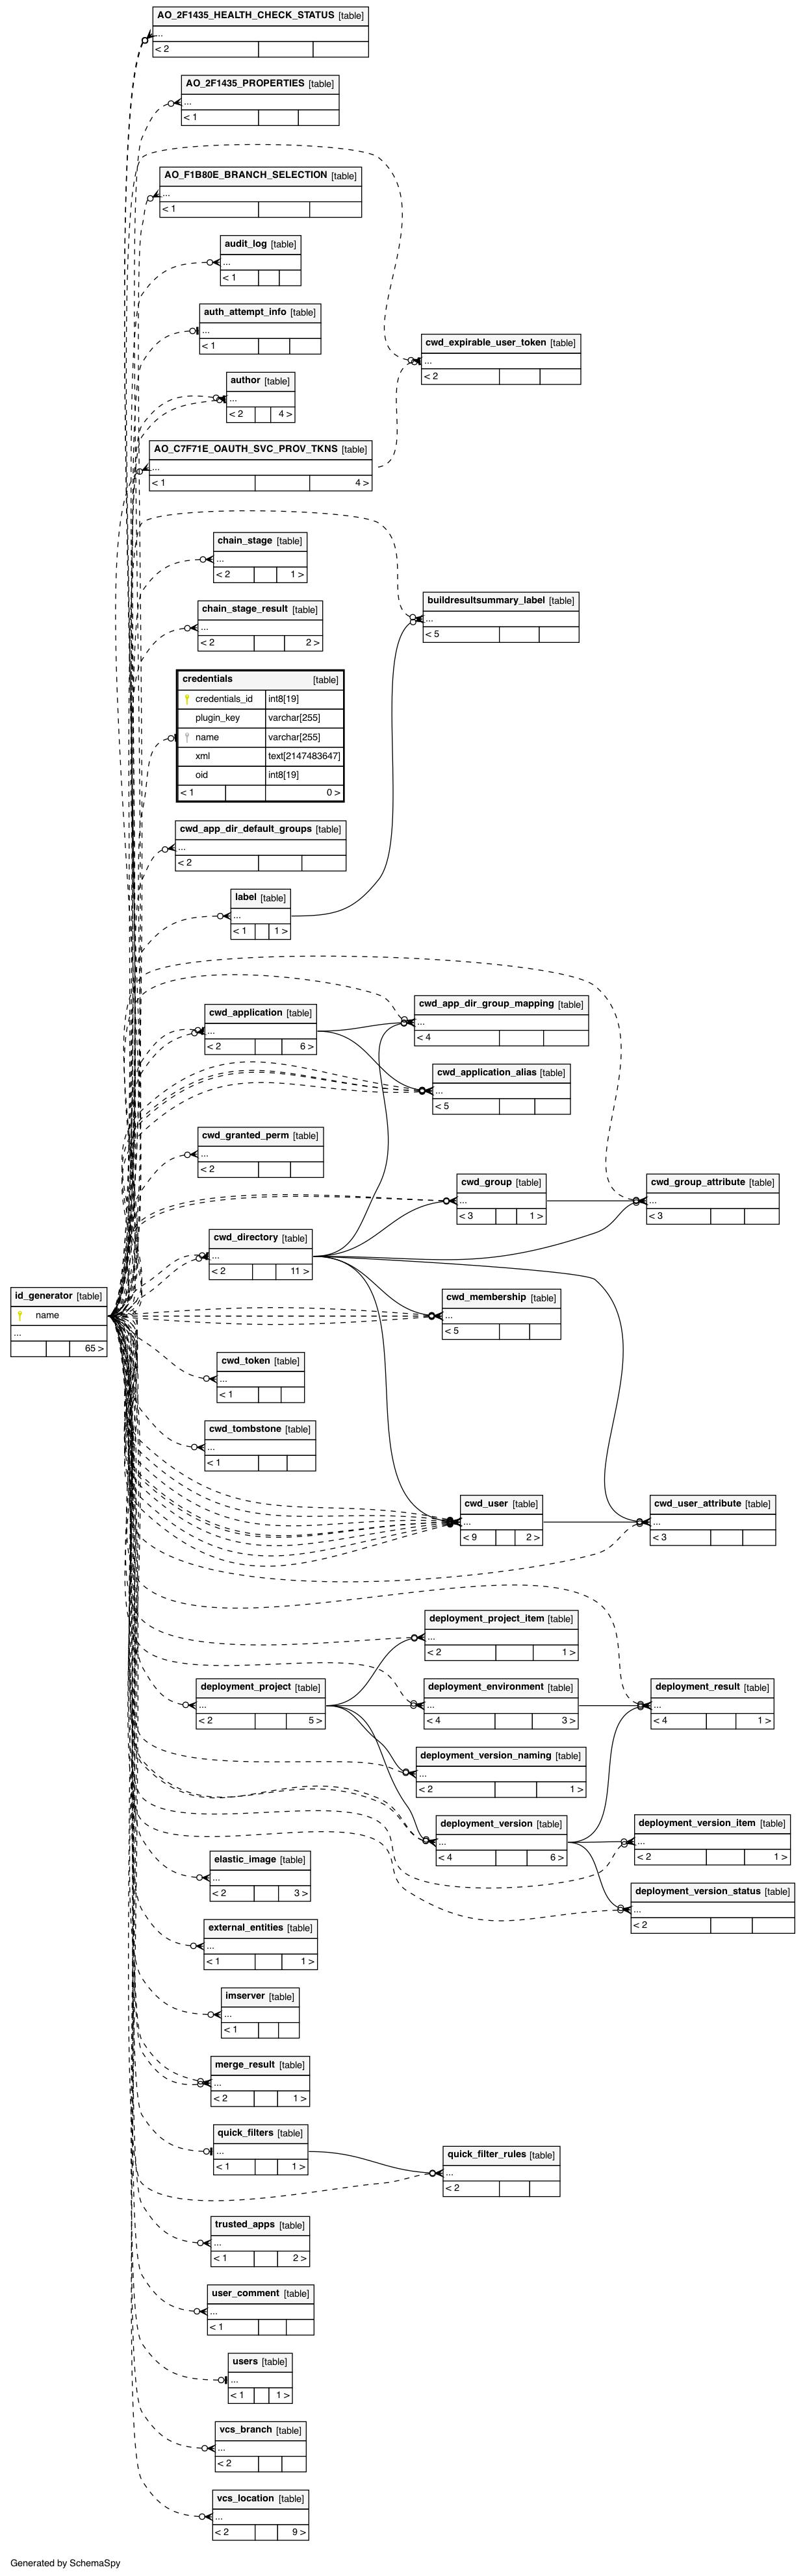 AO_2F1435_HEALTH_CHECK_STATUS [table]
...
< 2
AO_2F1435_PROPERTIES [table]
...
< 1
AO_F1B80E_BRANCH_SELECTION [table]
...
< 1
audit_log [table]
...
< 1
auth_attempt_info [table]
...
< 1
cwd_expirable_user_token [table]
...
< 2
author [table]
...
< 2 4 >
AO_C7F71E_OAUTH_SVC_PROV_TKNS [table]
...
< 1 4 >
chain_stage [table]
...
< 2 1 >
buildresultsummary_label [table]
...
< 5
chain_stage_result [table]
...
< 2 2 >
credentials [table]
credentials_id int8[19]
plugin_key varchar[255]
name varchar[255]
xml text[2147483647]
oid int8[19]
< 1 0 >
cwd_app_dir_default_groups [table]
...
< 2
label [table]
...
< 1 1 >
cwd_app_dir_group_mapping [table]
...
< 4
cwd_application [table]
...
< 2 6 >
cwd_application_alias [table]
...
< 5
cwd_granted_perm [table]
...
< 2
cwd_group [table]
...
< 3 1 >
cwd_group_attribute [table]
...
< 3
cwd_directory [table]
...
< 2 11 >
id_generator [table]
name
...
65 >
cwd_membership [table]
...
< 5
cwd_token [table]
...
< 1
cwd_tombstone [table]
...
< 1
cwd_user [table]
...
< 9 2 >
cwd_user_attribute [table]
...
< 3
deployment_project_item [table]
...
< 2 1 >
deployment_project [table]
...
< 2 5 >
deployment_environment [table]
...
< 4 3 >
deployment_result [table]
...
< 4 1 >
deployment_version_naming [table]
...
< 2 1 >
deployment_version [table]
...
< 4 6 >
deployment_version_item [table]
...
< 2 1 >
elastic_image [table]
...
< 2 3 >
deployment_version_status [table]
...
< 2
external_entities [table]
...
< 1 1 >
imserver [table]
...
< 1
merge_result [table]
...
< 2 1 >
quick_filters [table]
...
< 1 1 >
quick_filter_rules [table]
...
< 2
trusted_apps [table]
...
< 1 2 >
user_comment [table]
...
< 1
users [table]
...
< 1 1 >
vcs_branch [table]
...
< 2
vcs_location [table]
...
< 2 9 >
Generated by SchemaSpy